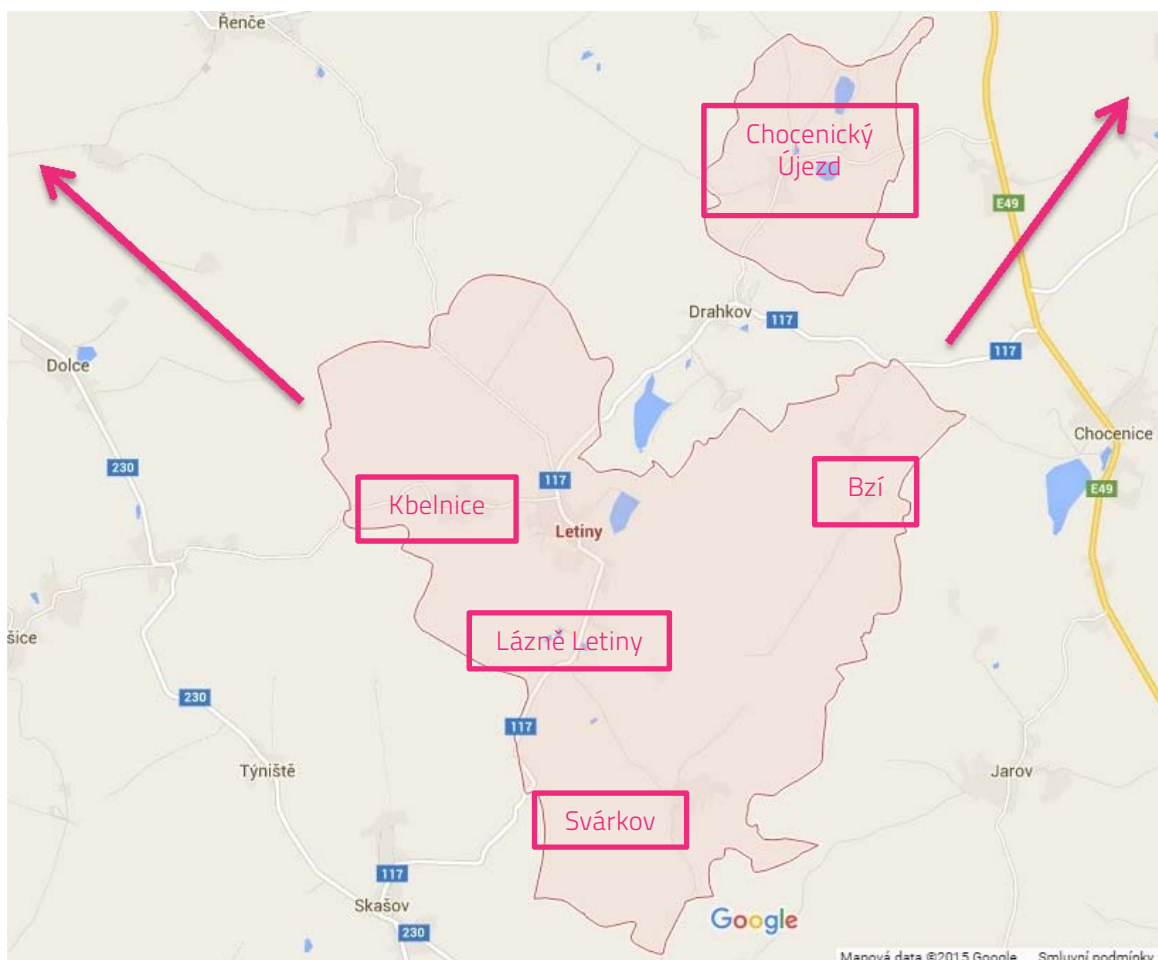 Řenče
Chocenický
Újezd
E49
Drahkov
117
117
Dolce
Chocenice
230
117
Kbelnice
Bzí
E49
Letiny
šice
Lázně Letiny
230
117
Týniště
Jarov
Svárkov
117
Skašov
230
Google
Mapová data ©2015 Google Smluvní podmínky